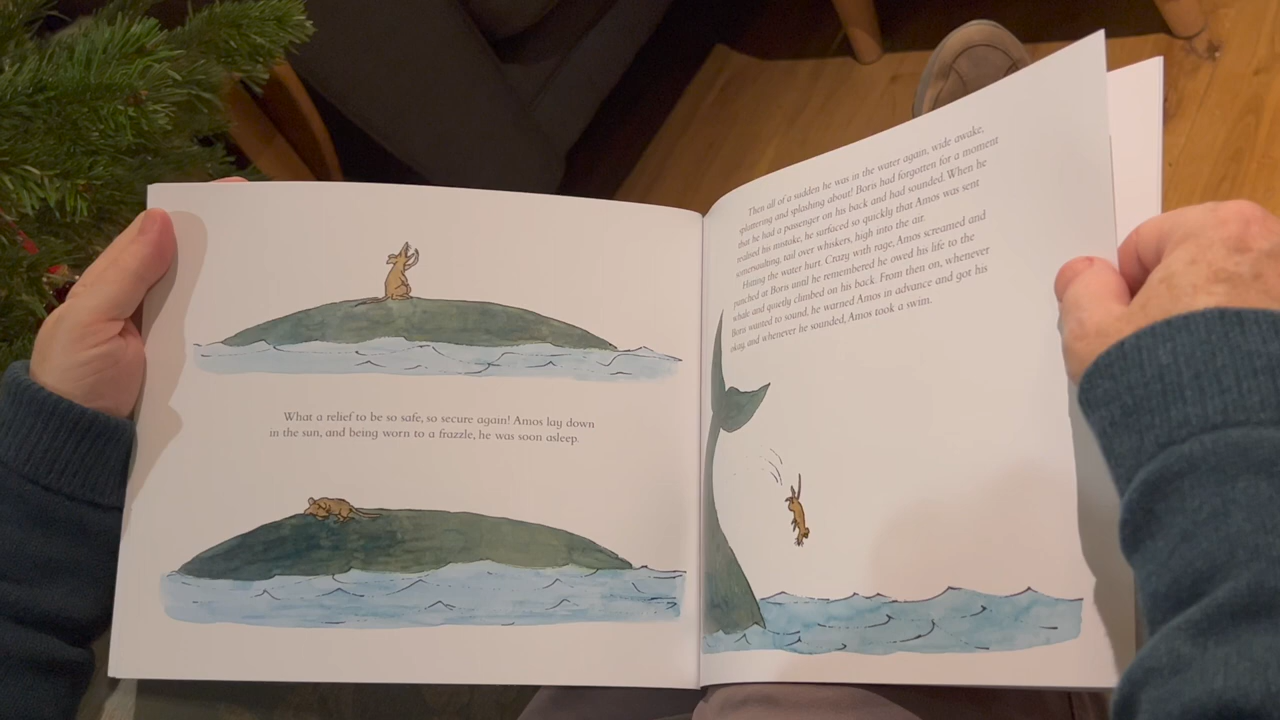 What a relief to be so safe, so secure again! Amos lay down
in the sun, and being worn to a frazzle, he was soon asleep.
Then all of a sudden he was in the water again, wide awake,
spluttering and splashing about! Boris had forgotten for a moment
that he had a passenger on his back and had sounded. When he
realised his mistake, he surfaced so quickly that Amos was sent
somersaulting, tail over whiskers, high into the air.
Hitting the water hurt. Crazy with rage, Amos screamed and
punched at Boris until he remembered he owed his life to the
whale and quietly climbed on his back. From then on, whenever
Boris wanted to sound, he warned Amos in advance and got his
okay, and whenever he sounded, Amos took a swim.